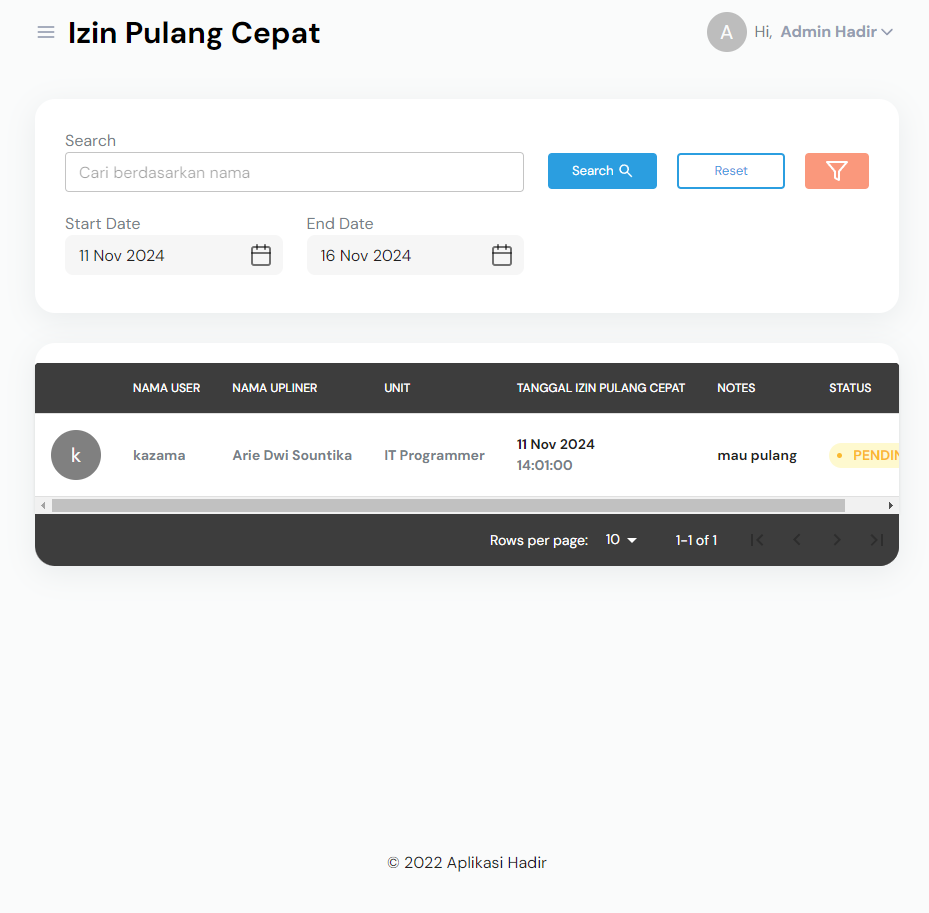 Izin Pulang Cepat
A Hi, Admin Hadir
Search
Cari berdasarkan nama
Search
Reset
Start Date
End Date
11 Nov 2024
16 Nov 2024
NAMA USER NAMA UPLINER UNIT TANGGAL IZIN PULANG CEPAT NOTES STATUS
k kazama Arie Dwi Sountika IT Programmer 11 Nov 2024 mau pulang PENDIN
14:01:00
Rows per page: 10 1-1 of 1
© 2022 Aplikasi Hadir